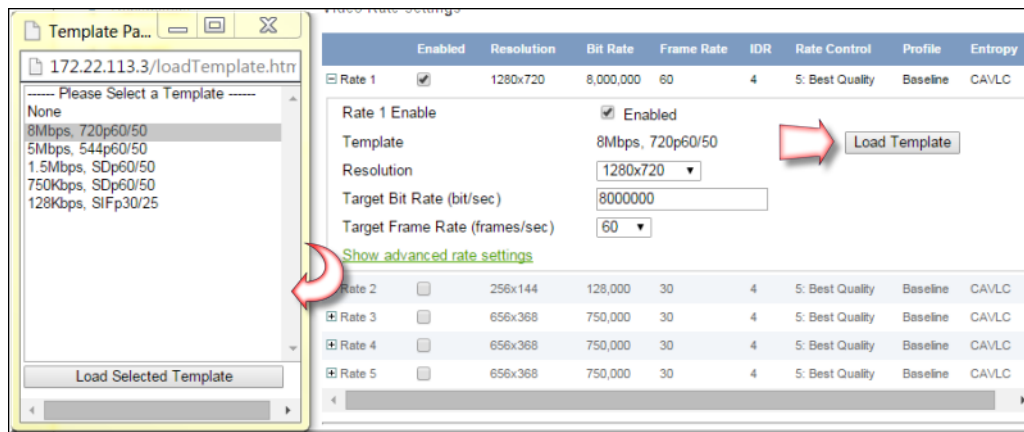 Template Pa...
172.22.113.3/loadTemplate.htm
------ Please Select a Template ------
None
8Mbps, 720p60/50
5Mbps, 544p60/50
1.5Mbps, SDp60/50
750Kbps, SDp60/50
128Kbps, SIFp30/25
Load Selected Template
Video Rate Settings
Enabled Resolution Bit Rate Frame Rate IDR Rate Control Profile Entropy
Rate 1 1280x720 8,000,000 60 4 5: Best Quality Baseline CAVLC
Rate 1 Enable Enabled
Template 8Mbps, 720p60/50 Load Template
Resolution 1280x720
Target Bit Rate (bit/sec) 8000000
Target Frame Rate (frames/sec) 60
Show advanced rate settings
Rate 2 256x144 128,000 30 4 5: Best Quality Baseline CAVLC
Rate 3 656x368 750,000 30 4 5: Best Quality Baseline CAVLC
Rate 4 656x368 750,000 30 4 5: Best Quality Baseline CAVLC
Rate 5 656x368 750,000 30 4 5: Best Quality Baseline CAVLC